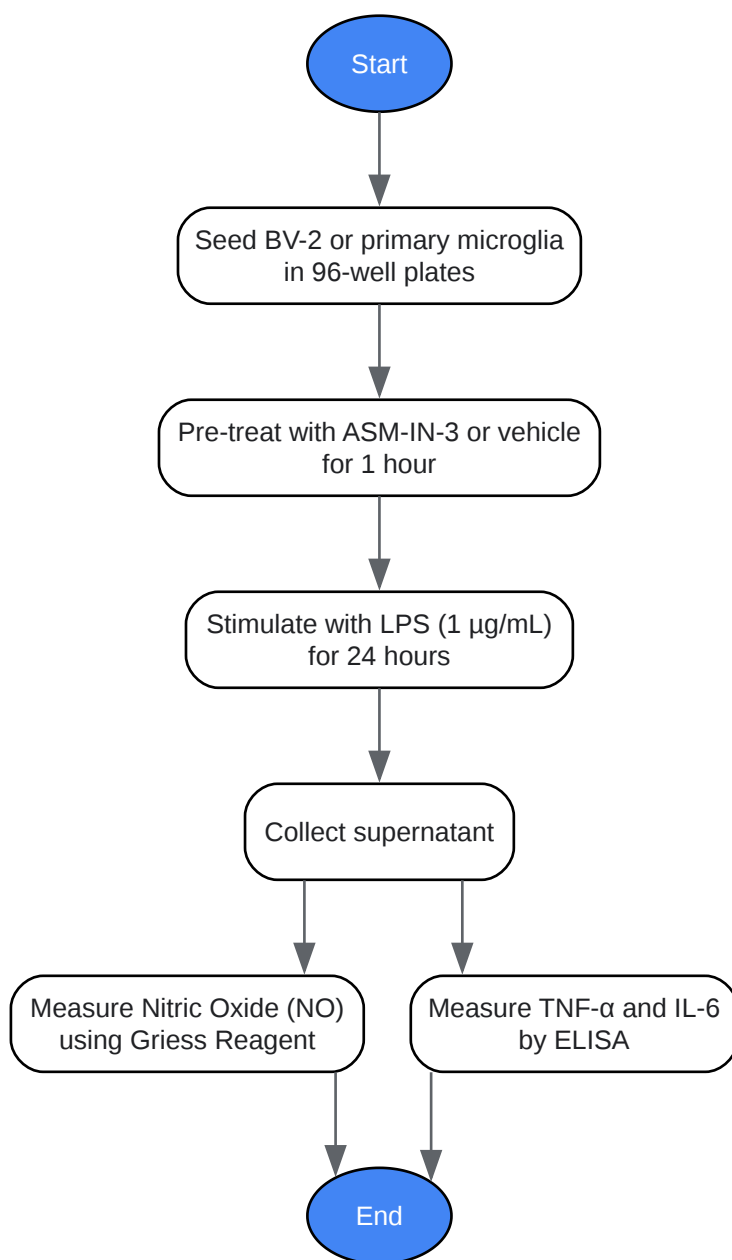 Start
Seed BV-2 or primary microglia
in 96-well plates
Pre-treat with ASM-IN-3 or vehicle
for 1 hour
Stimulate with LPS (1 µg/mL)
for 24 hours
Collect supernatant
Measure Nitric Oxide (NO)
using Griess Reagent
Measure TNF-α and IL-6
by ELISA
End